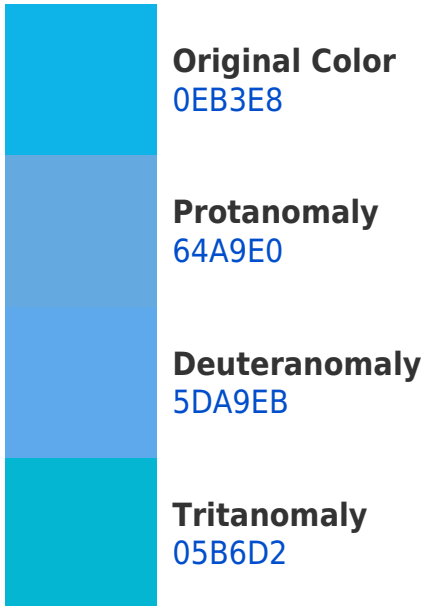 Original Color
0EB3E8
Protanomaly
64A9E0
Deuteranomaly
5DA9EB
Tritanomaly
05B6D2